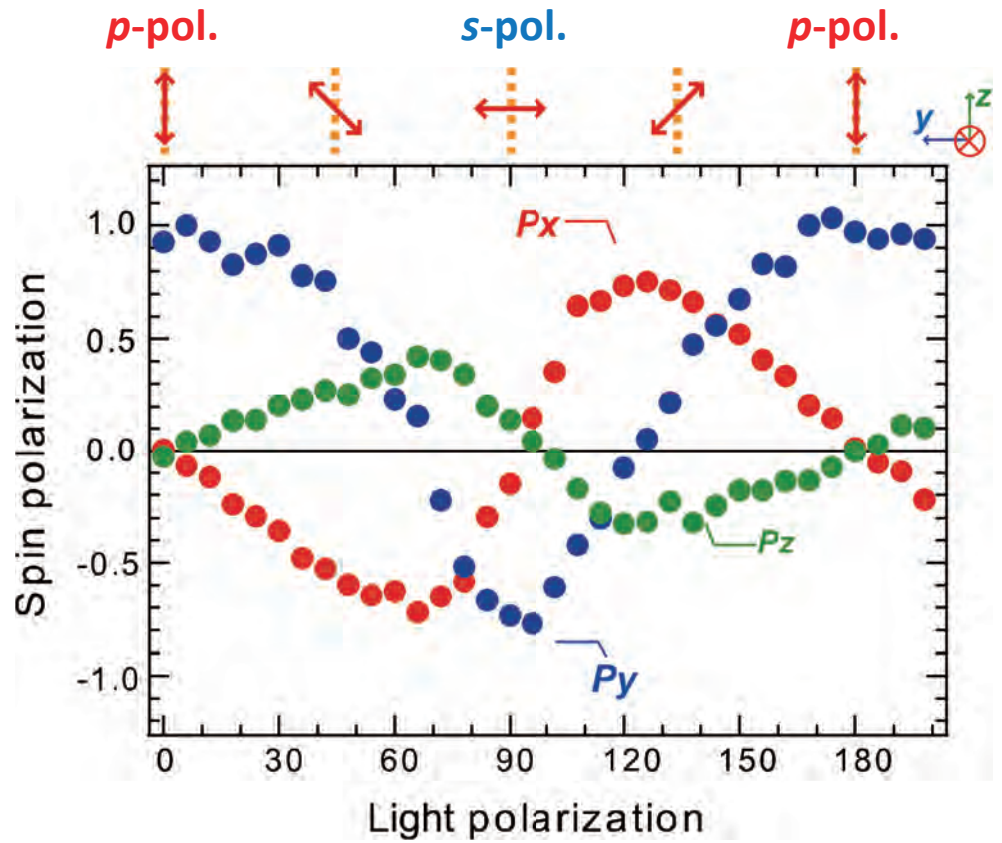 p-pol. s-pol. p-pol.
z
y
1.0
Px
0.5
0.0
Pz
-0.5
Py
-1.0
0 30 60 90 120 150 180
Spin polarization
Light polarization